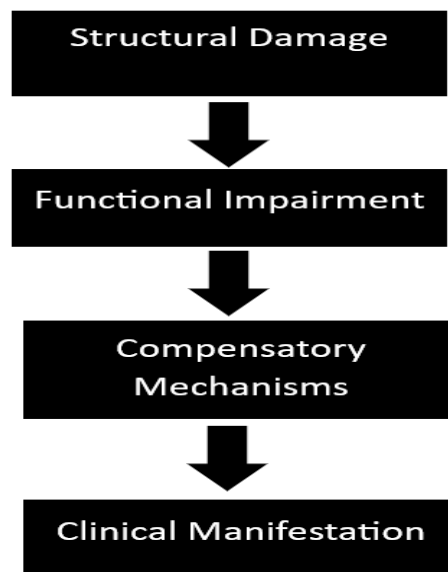 Structural Damage
Functional Impairment
Compensatory
Mechanisms
Clinical Manifestation